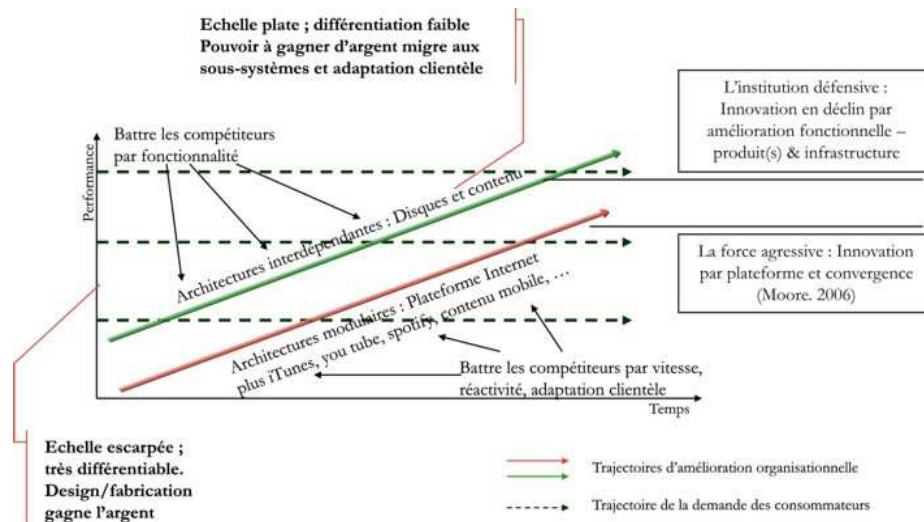 Echelle plate ; différentiation faible
Pouvoir à gagner d'argent migre aux
sous-systèmes et adaptation clientèle
L'institution défensive :
Innovation en déclin par
amélioration fonctionnelle –
produit(s) & infrastructure
Battre les compétiteurs
par fonctionnalité
Performance
Architectures interdépendantes : Disques et contenu
La force agressive : Innovation
par plateforme et convergence
(Moore. 2006)
Architectures modulaires : Plateforme Internet
plus iTunes, you tube, spotify, contenu mobile, …
Battre les compétiteurs par vitesse,
réactivité, adaptation clientèle
Temps
Echelle escarpée ;
très différentiable.
Design/fabrication
gagne l'argent
Trajectoires d'amélioration organisationnelle
Trajectoire de la demande des consommateurs